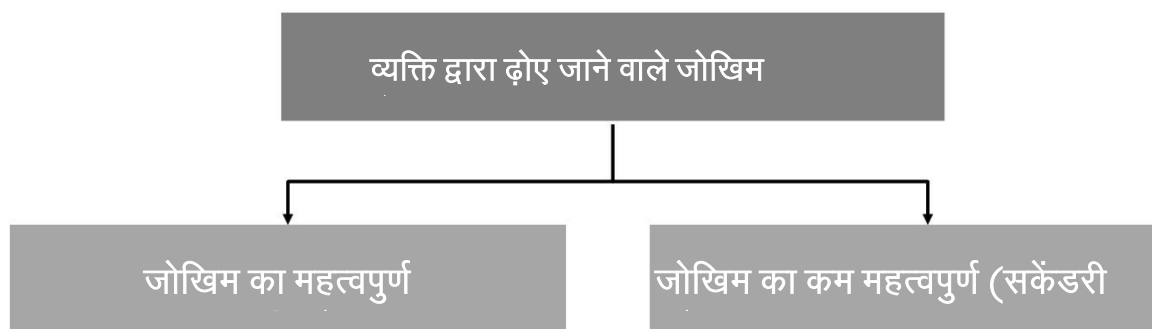 व्यक्ति द्वारा ढ़ोए जाने वाले जोखिम
जोखिम का महत्वपुर्ण
जोखिम का कम महत्वपुर्ण (सकेंडरी